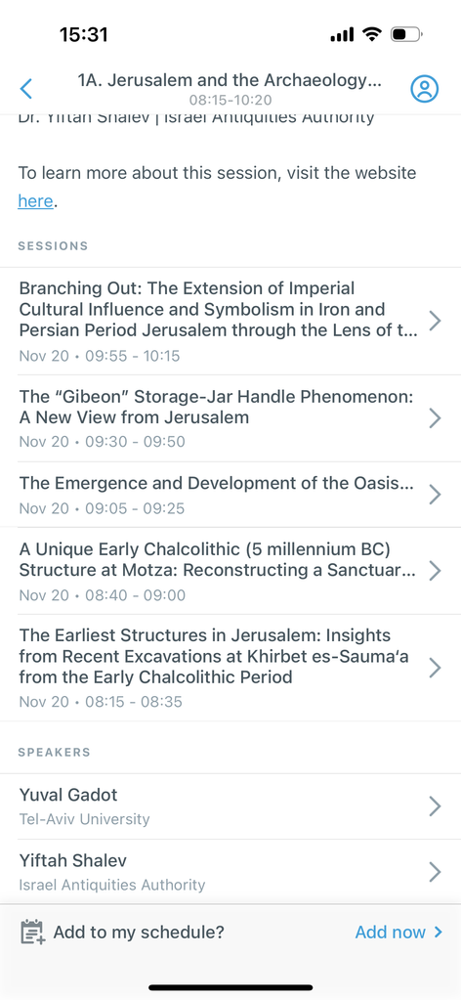 15:31
1A. Jerusalem and the Archaeology...
08:15-10:20
Dr. Yiftah Shalev | Israel Antiquities Authority
To learn more about this session, visit the website
here.
SESSIONS
Branching Out: The Extension of Imperial
Cultural Influence and Symbolism in Iron and
Persian Period Jerusalem through the Lens of t...
Nov 20 • 09:55 - 10:15
The “Gibeon” Storage-Jar Handle Phenomenon:
A New View from Jerusalem
Nov 20 • 09:30 - 09:50
The Emergence and Development of the Oasis...
Nov 20 • 09:05 - 09:25
A Unique Early Chalcolithic (5 millennium BC)
Structure at Motza: Reconstructing a Sanctuar...
Nov 20 • 08:40 - 09:00
The Earliest Structures in Jerusalem: Insights
from Recent Excavations at Khirbet es-Sauma‘a
from the Early Chalcolithic Period
Nov 20 • 08:15 - 08:35
SPEAKERS
Yuval Gadot
Tel-Aviv University
Yiftah Shalev
Israel Antiquities Authority
Add to my schedule?
Add now